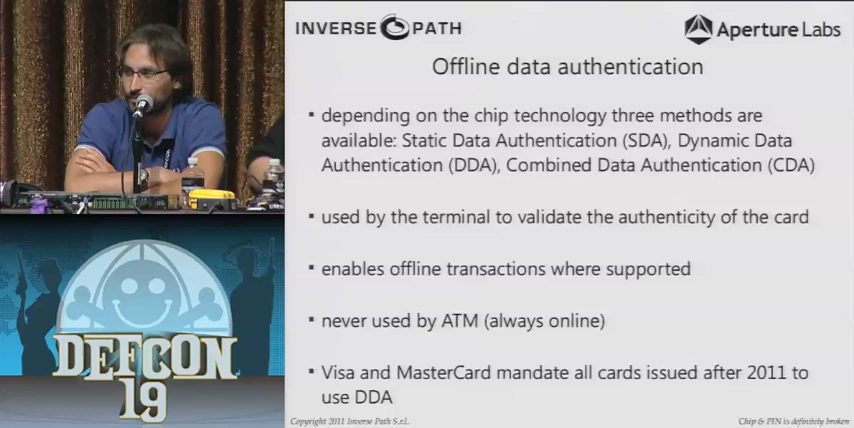 INVERSE PATH
Aperture Labs
Offline data authentication
▪ depending on the chip technology three methods are
available: Static Data Authentication (SDA), Dynamic Data
Authentication (DDA), Combined Data Authentication (CDA)
▪ used by the terminal to validate the authenticity of the card
▪ enables offline transactions where supported
▪ never used by ATM (always online)
▪ Visa and MasterCard mandate all cards issued after 2011 to
use DDA
Copyright 2011 Inverse Path S.r.l.
Chip & PIN is definitely broken
DEFCON
19